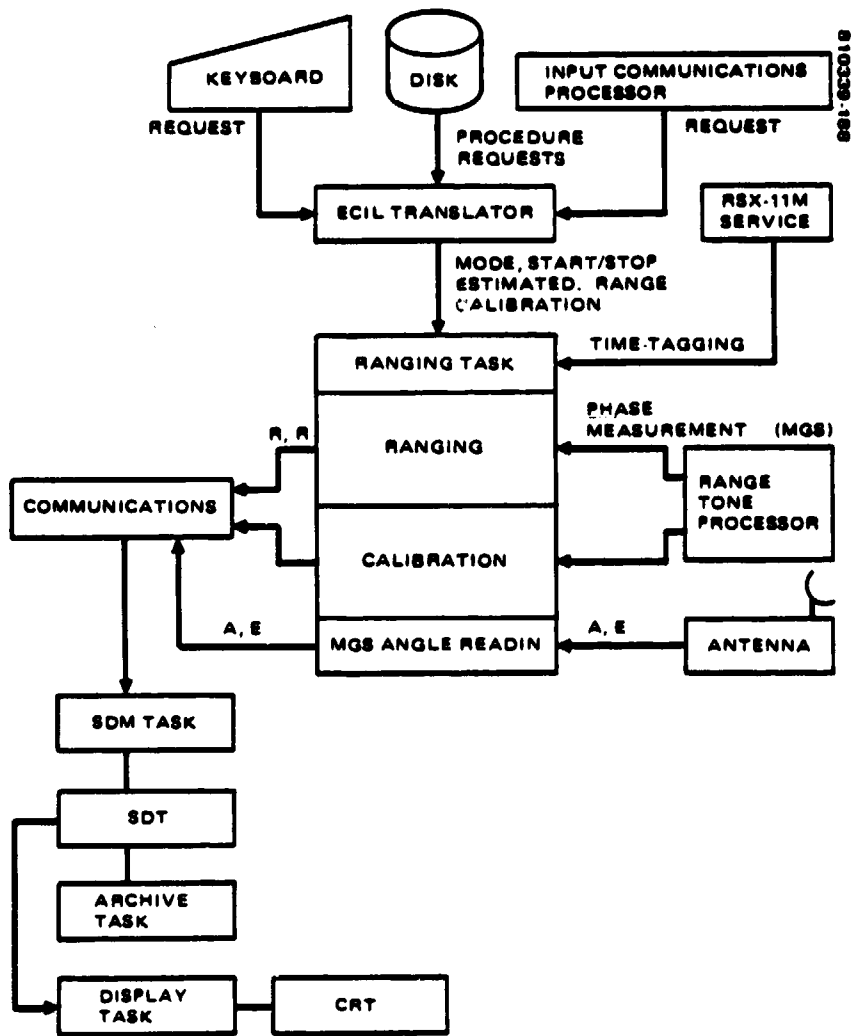 810339-188
KEYBOARD
DISK
INPUT COMMUNICATIONS
PROCESSOR
REQUEST
PROCEDURE
REQUESTS
REQUEST
ECIL TRANSLATOR
RSX-11M
SERVICE
MODE, START/STOP
ESTIMATED. RANGE
CALIBRATION
RANGING TASK
TIME-TAGGING
R, R
RANGING
PHASE
MEASUREMENT (MGS)
COMMUNICATIONS
RANGE
TONE
PROCESSOR
CALIBRATION
A, E
MGS ANGLE READIN
A, E
ANTENNA
SDM TASK
SDT
ARCHIVE
TASK
DISPLAY
TASK
CRT